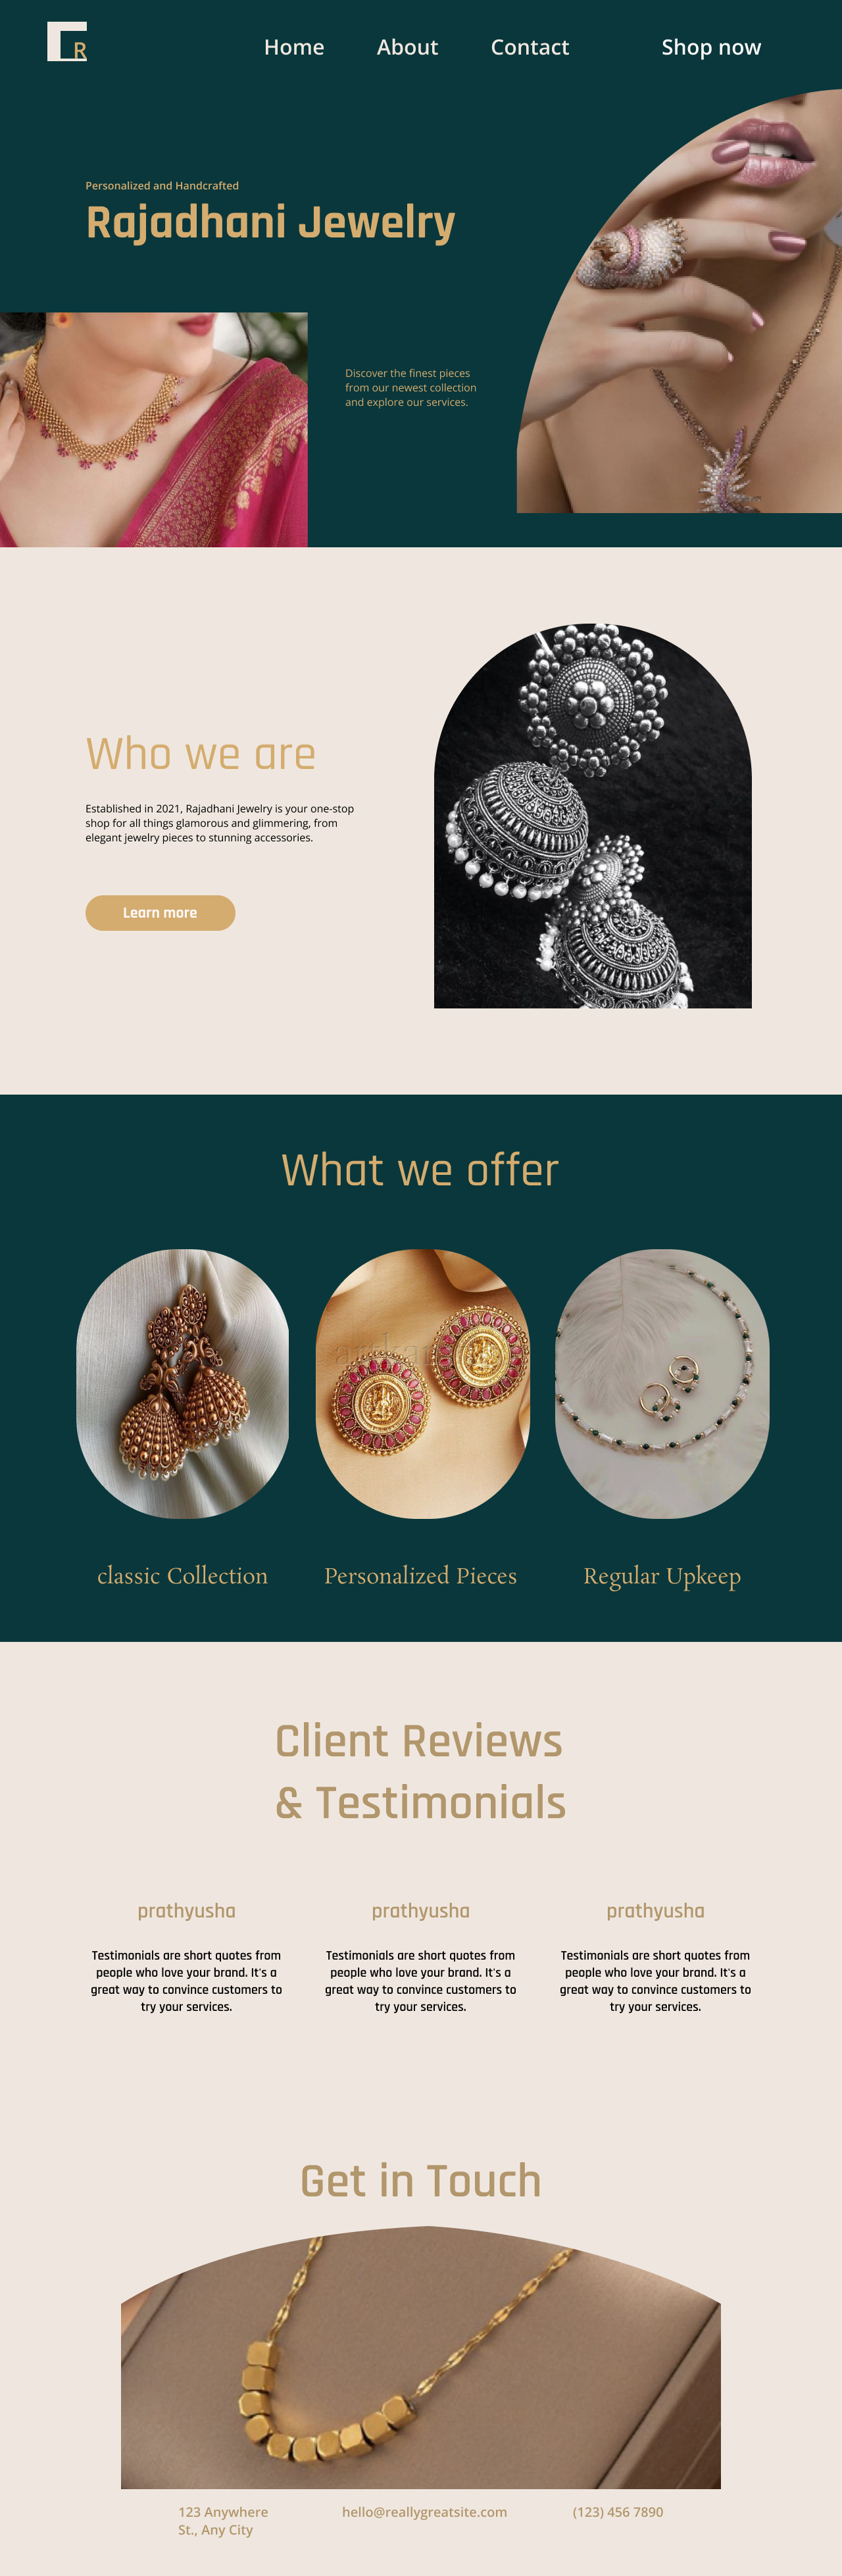 R
Home About Contact Shop now
Personalized and Handcrafted
Rajadhani Jewelry
Discover the finest pieces
from our newest collection
and explore our services.
Who we are
Established in 2021, Rajadhani Jewelry is your one-stop
shop for all things glamorous and glimmering, from
elegant jewelry pieces to stunning accessories.
Learn more
What we offer
classic Collection
Personalized Pieces
Regular Upkeep
Client Reviews
& Testimonials
prathyusha
Testimonials are short quotes from
people who love your brand. It's a
great way to convince customers to
try your services.
prathyusha
Testimonials are short quotes from
people who love your brand. It's a
great way to convince customers to
try your services.
prathyusha
Testimonials are short quotes from
people who love your brand. It's a
great way to convince customers to
try your services.
Get in Touch
123 Anywhere
St., Any City
hello@reallygreatsite.com
(123) 456 7890